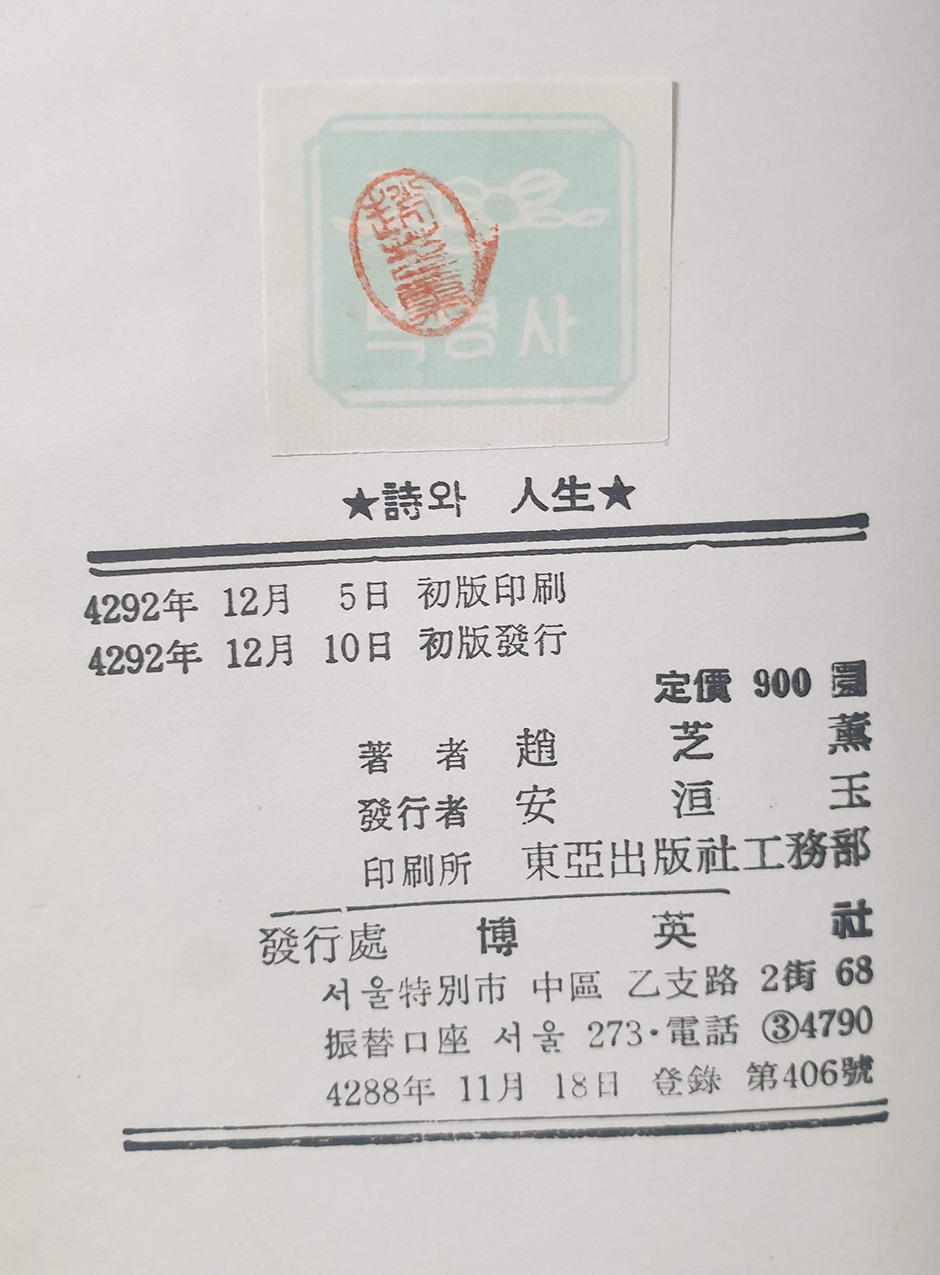 박영사
趙芝薰
★詩와 人生★
4292年 12月 5日 初版印刷
4292年 12月 10日 初版發行
定價 900 圜
著 者 趙 芝 薰
發行者 安 洹 玉
印刷所 東亞出版社工務部
發行處 博 英 社
서울特別市 中區 乙支路 2街 68
振替口座 서울 273·電話 ③4790
4288年 11月 18日 登錄 第406號